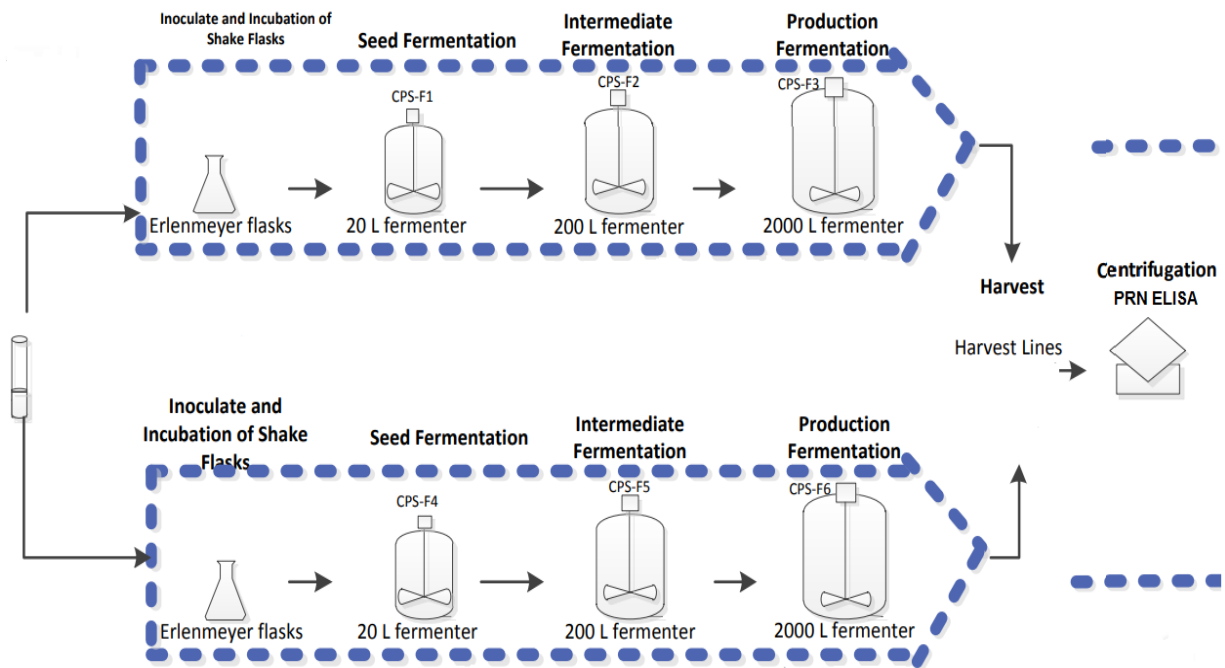 Inoculate and Incubation of
Shake Flasks
Seed Fermentation
Intermediate
Fermentation
Production
Fermentation
CPS-F1
CPS-F2
CPS-F3
Erlenmeyer flasks
20 L fermenter
200 L fermenter
2000 L fermenter
Harvest
Harvest Lines
Centrifugation
PRN ELISA
Inoculate and
Incubation of Shake
Flasks
Seed Fermentation
Intermediate
Fermentation
Production
Fermentation
CPS-F4
CPS-F5
CPS-F6
Erlenmeyer flasks
20 L fermenter
200 L fermenter
2000 L fermenter